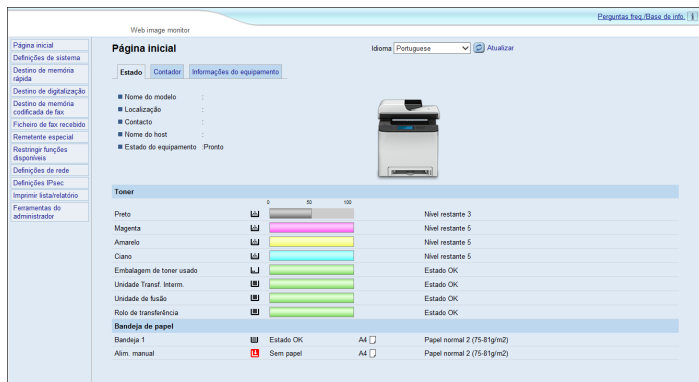 Perguntas freq./Base de info.
Web image monitor
Página inicial
Definições de sistema
Destino de memória
rápida
Destino de digitalização
Destino de memória
codificada de fax
Ficheiro de fax recebido
Remetente especial
Restringir funções
disponíveis
Definições de rede
Definições IPsec
Imprimir lista/relatório
Ferramentas do
administrador
Página inicial
Idioma Portuguese Atualizar
Estado Contador Informações do equipamento
Nome do modelo :
Localização :
Contacto :
Nome do host :
Estado do equipamento :Pronto
Toner
0 50 100
Preto Nível restante 3
Magenta Nível restante 5
Amarelo Nível restante 5
Ciano Nível restante 5
Embalagem de toner usado Estado OK
Unidade Transf. Interm. Estado OK
Unidade de fusão Estado OK
Rolo de transferência Estado OK
Bandeja de papel
Bandeja 1 Estado OK A4 Papel normal 2 (75-81g/m2)
Alim. manual Sem papel A4 Papel normal 2 (75-81g/m2)